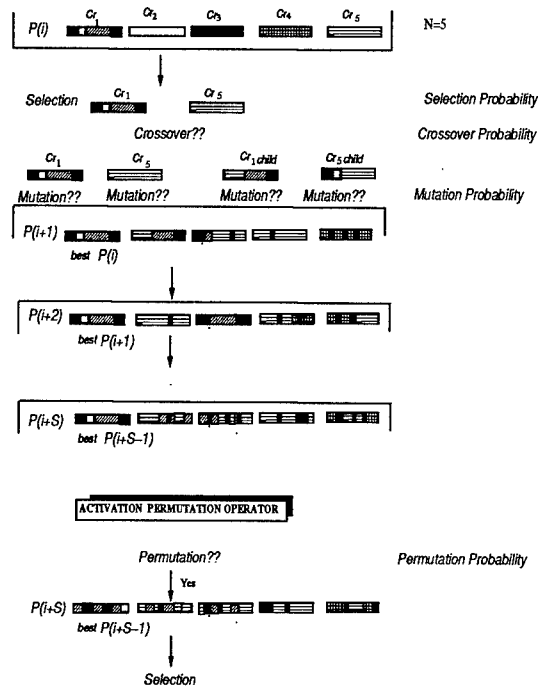 Cr1 Cr2 Cr3 Cr4 Cr5
P(i) N=5
Selection Cr1 Cr5 Selection Probability
Crossover?? Crossover Probability
Cr1 Cr5 Cr1 child Cr5 child
Mutation?? Mutation?? Mutation?? Mutation?? Mutation Probability
P(i+1)
best P(i)
P(i+2)
best P(i+1)
P(i+S)
best P(i+S-1)
ACTIVATION PERMUTATION OPERATOR
Permutation?? Permutation Probability
Yes
P(i+S)
best P(i+S-1)
Selection